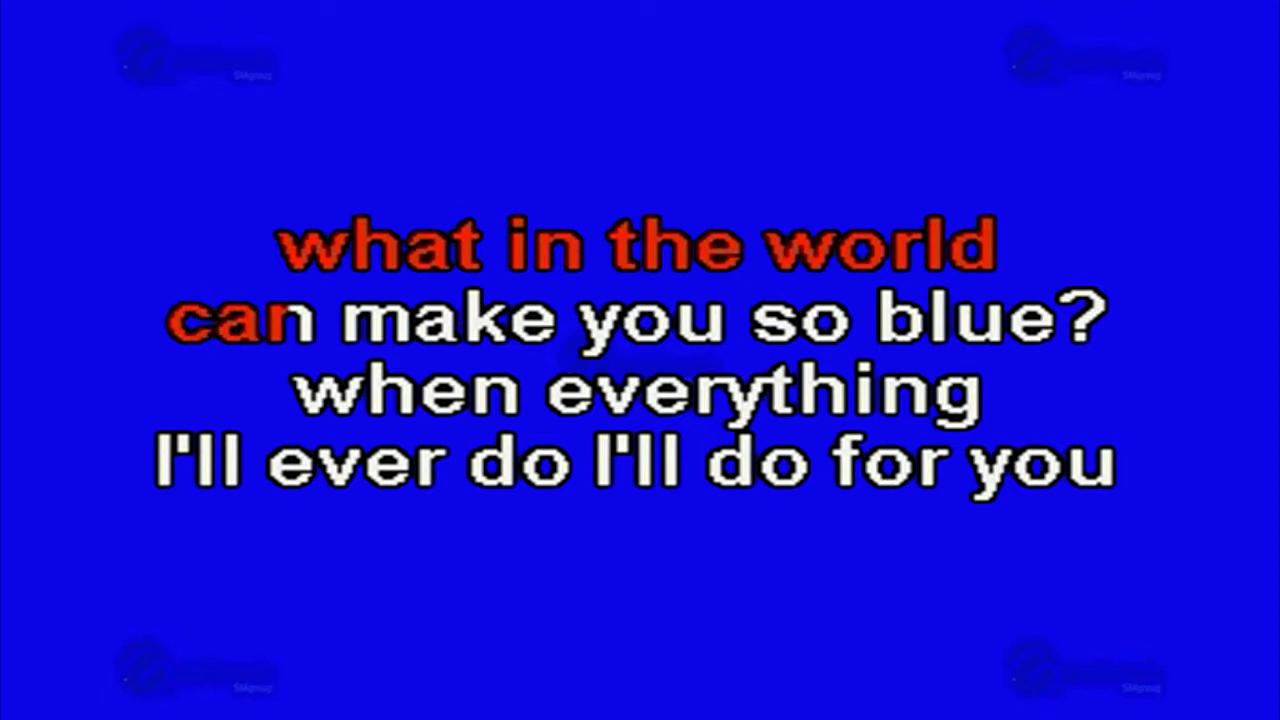 what in the world
can make you so blue?
when everything
I'll ever do I'll do for you